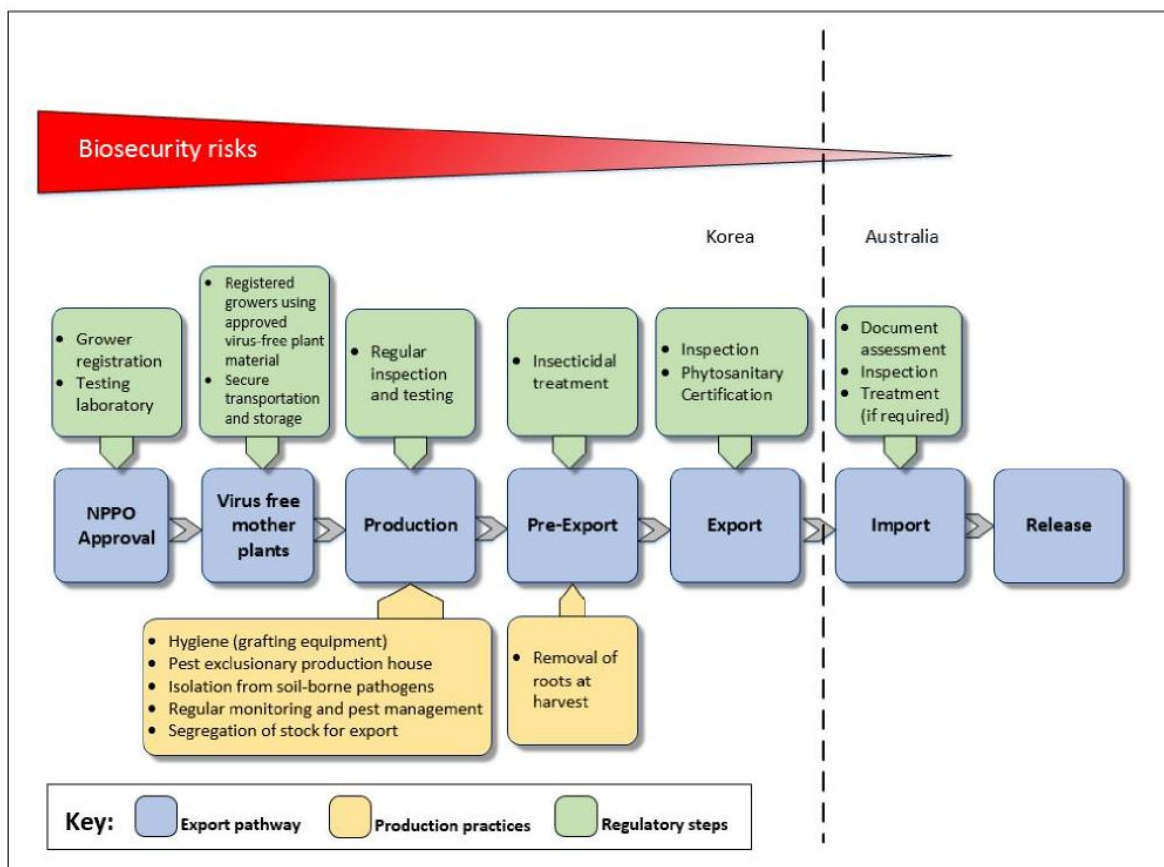 Biosecurity risks
Korea
Australia
• Grower
registration
• Testing
laboratory
• Registered
growers using
approved
virus-free plant
material
• Secure
transportation
and storage
• Regular
inspection
and testing
• Insecticidal
treatment
• Inspection
• Phytosanitary
Certification
• Document
assessment
• Inspection
• Treatment
(if required)
NPPO
Approval
Virus free
mother
plants
Production
Pre-Export
Export
Import
Release
• Hygiene (grafting equipment)
• Pest exclusionary production house
• Isolation from soil-borne pathogens
• Regular monitoring and pest management
• Segregation of stock for export
• Removal of
roots at
harvest
Key:
Export pathway
Production practices
Regulatory steps